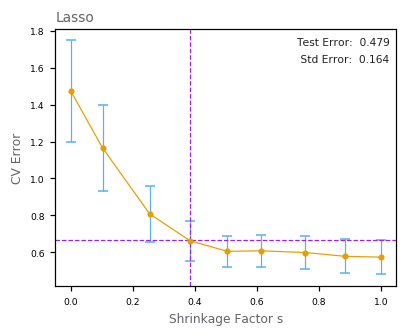 Lasso
Test Error: 0.479
Std Error: 0.164
CV Error
1.8
1.6
1.4
1.2
1.0
0.8
0.6
0.0 0.2 0.4 0.6 0.8 1.0
Shrinkage Factor s